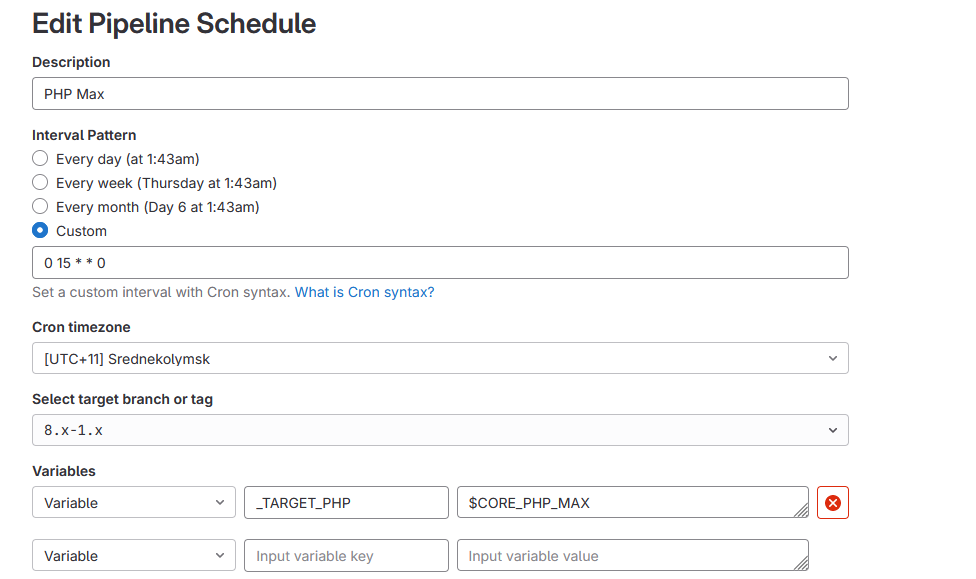 Edit Pipeline Schedule
Description
PHP Max
Interval Pattern
Every day (at 1:43am)
Every week (Thursday at 1:43am)
Every month (Day 6 at 1:43am)
Custom
0 15 * * 0
Set a custom interval with Cron syntax. What is Cron syntax?
Cron timezone
[UTC+11] Srednekolymsk
Select target branch or tag
8.x-1.x
Variables
Variable _TARGET_PHP $CORE_PHP_MAX
Variable Input variable key Input variable value